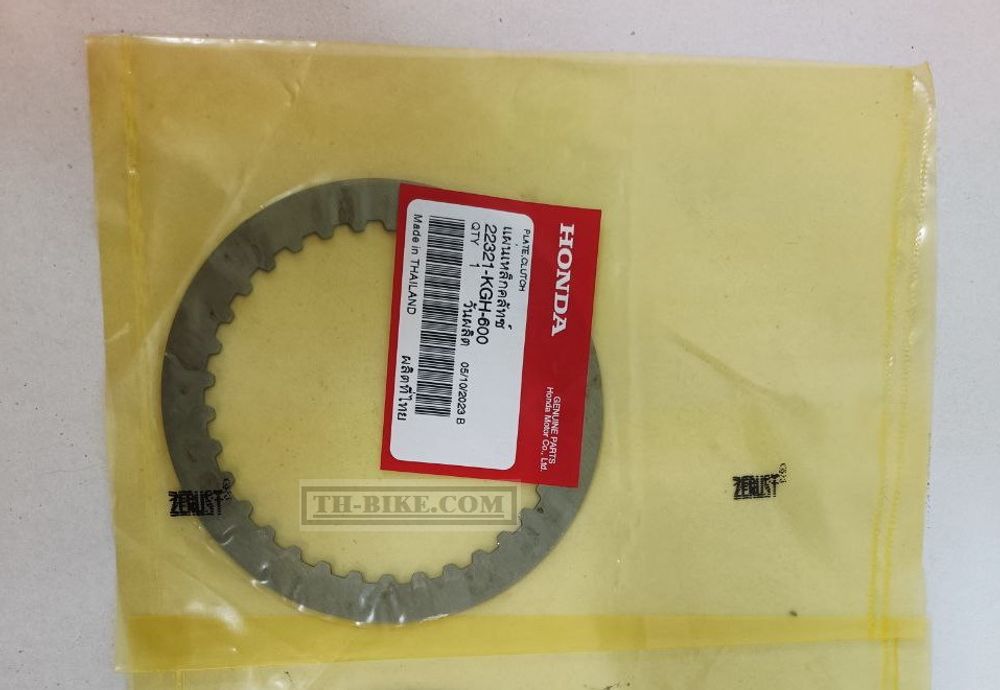 HONDA
GENUINE PARTS
Honda Motor Co., Ltd.
PLATE,CLUTCH
แผ่นเหล็กคลัทช์
22321-KGH-600
QTY 1 วันผลิต 05/10/2023 B
Made in THAILAND ผลิตที่ไทย
ZERUST
ZERUST
TH-BIKE.COM